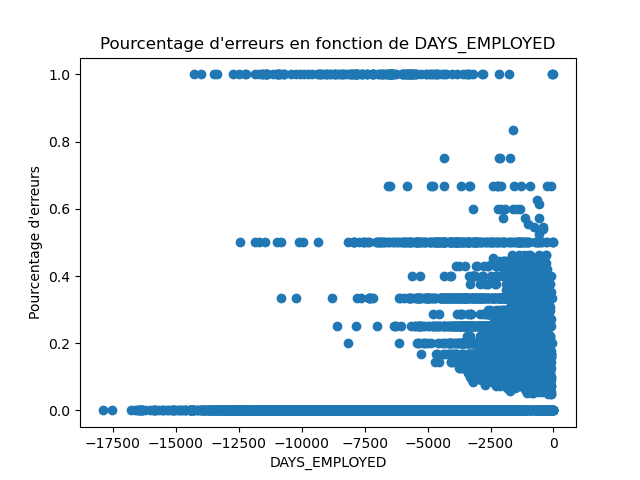 Pourcentage d'erreurs en fonction de DAYS_EMPLOYED
1.0
0.8
0.6
0.4
0.2
0.0
Pourcentage d'erreurs
−17500 −15000 −12500 −10000 −7500 −5000 −2500 0
DAYS_EMPLOYED